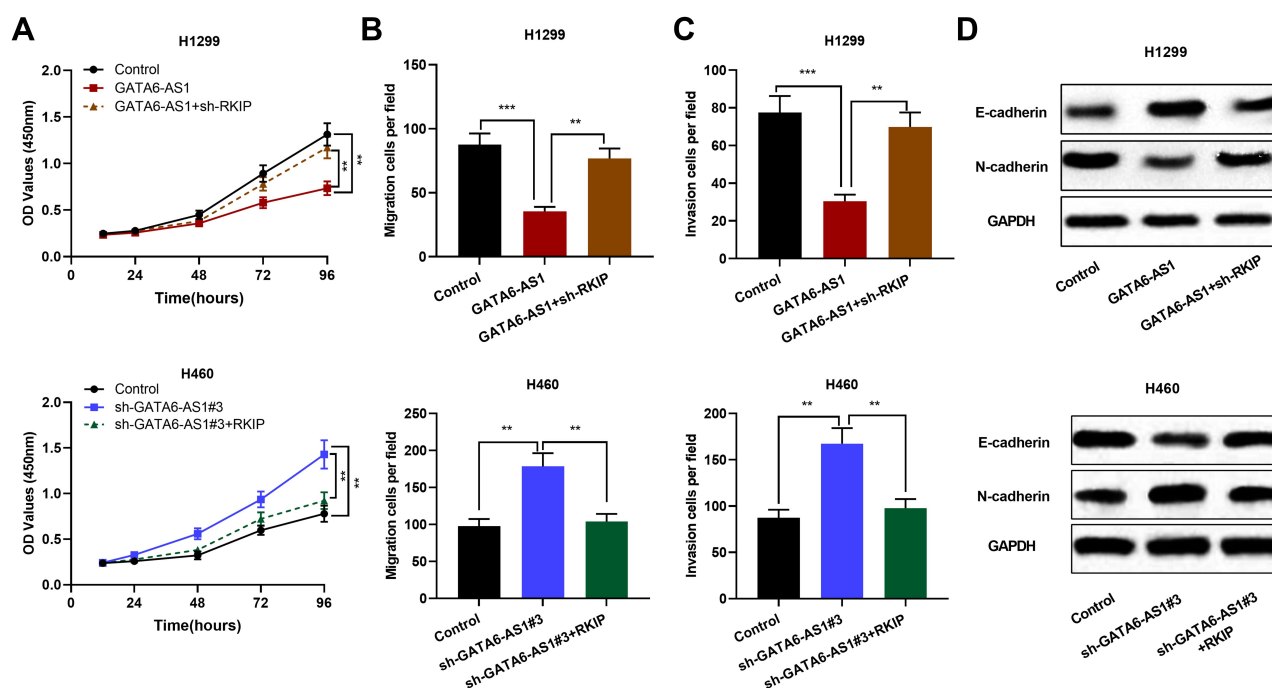 A
H1299
Control
GATA6-AS1
GATA6-AS1+sh-RKIP
OD Values (450nm)
2.0
1.5
1.0
0.5
0.0
0
24
48
72
96
**
**
Time(hours)
B
H1299
Migration cells per field
150
100
50
0
***
**
Control
GATA6-AS1
GATA6-AS1+sh-RKIP
C
H1299
Invasion cells per field
100
80
60
40
20
0
***
**
Control
GATA6-AS1
GATA6-AS1+sh-RKIP
D
H1299
E-cadherin
N-cadherin
GAPDH
Control
GATA6-AS1
GATA6-AS1+sh-RKIP
H460
Control
sh-GATA6-AS1#3
sh-GATA6-AS1#3+RKIP
OD Values (450nm)
2.0
1.5
1.0
0.5
0.0
0
24
48
72
96
**
**
Time(hours)
H460
Migration cells per field
250
200
150
100
50
0
**
**
Control
sh-GATA6-AS1#3
sh-GATA6-AS1#3+RKIP
H460
Invasion cells per field
200
150
100
50
0
**
**
Control
sh-GATA6-AS1#3
sh-GATA6-AS1#3+RKIP
H460
E-cadherin
N-cadherin
GAPDH
Control
sh-GATA6-AS1#3
sh-GATA6-AS1#3
+RKIP